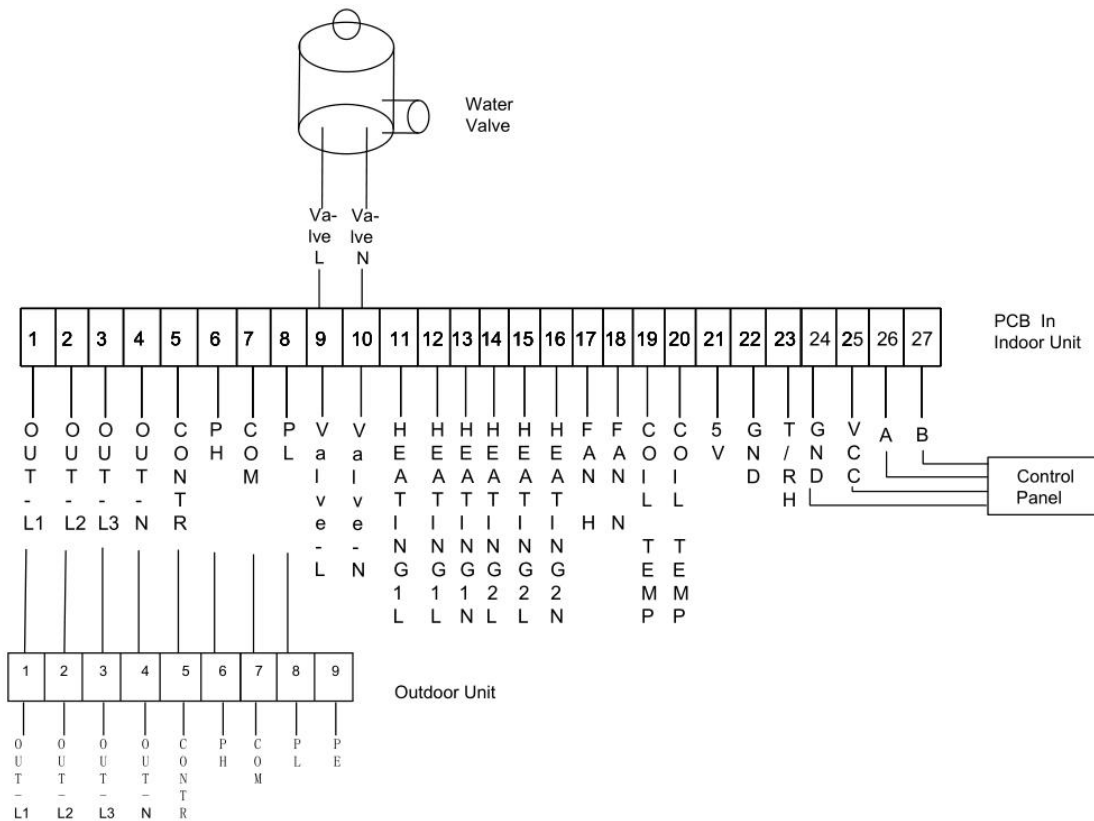 Water
Valve
Va-
lve
L
Va-
lve
N
1 2 3 4 5 6 7 8 9 10 11 12 13 14 15 16 17 18 19 20 21 22 23 24 25 26 27
PCB In
Indoor Unit
OUT-L1
OUT-L2
OUT-L3
OUT-N
CONTR
PH
COM
PL
Valve-L
Valve-N
HEATING1L
HEATING1L
HEATING1N
HEATING2L
HEATING2L
HEATING2N
FAN H
FAN N
COIL TEMP
COIL TEMP
5V
GND
T/RH
GND
VCC
A
B
Control
Panel
1 2 3 4 5 6 7 8 9
Outdoor Unit
OUT-L1
OUT-L2
OUT-L3
OUT-N
CONTR
PH
COM
PL
PE